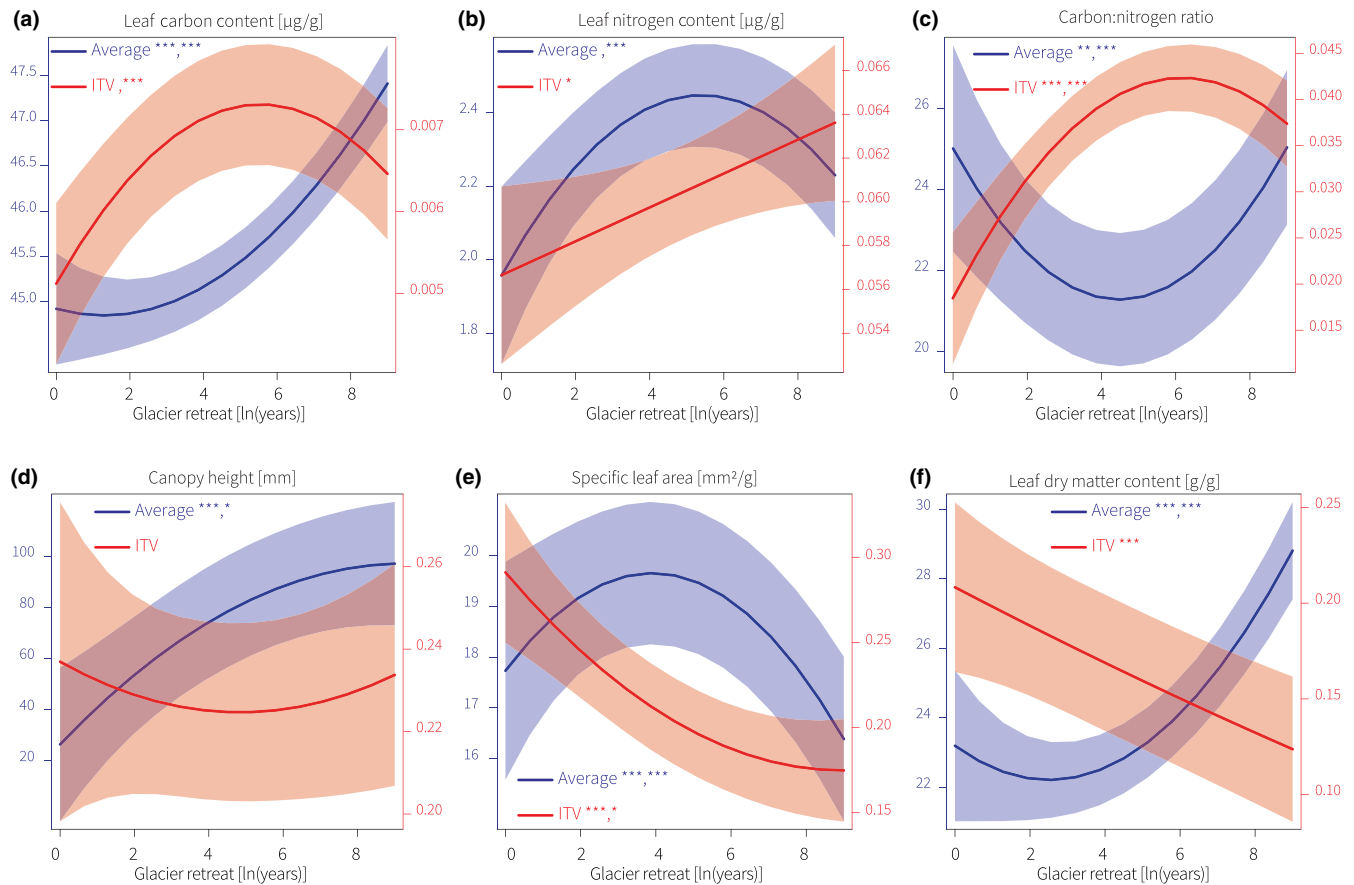 (a) Leaf carbon content [µg/g]
Average ***,***
ITV ,***
47.5
47.0
46.5
46.0
45.5
45.0
0.007
0.006
0.005
0 2 4 6 8
Glacier retreat [ln(years)]
(b) Leaf nitrogen content [µg/g]
Average ,***
ITV *
2.4
2.2
2.0
1.8
0.066
0.064
0.062
0.060
0.058
0.056
0.054
0 2 4 6 8
Glacier retreat [ln(years)]
(c) Carbon:nitrogen ratio
Average **,***
ITV ***,***
26
24
22
20
0.045
0.040
0.035
0.030
0.025
0.020
0.015
0 2 4 6 8
Glacier retreat [ln(years)]
(d) Canopy height [mm]
Average ***,*
ITV
100
80
60
40
20
0.26
0.24
0.22
0.20
0 2 4 6 8
Glacier retreat [ln(years)]
(e) Specific leaf area [mm²/g]
20
19
18
17
16
0.30
0.25
0.20
0.15
Average ***,***
ITV ***,*
0 2 4 6 8
Glacier retreat [ln(years)]
(f) Leaf dry matter content [g/g]
Average ***,***
ITV ***
30
28
26
24
22
0.25
0.20
0.15
0.10
0 2 4 6 8
Glacier retreat [ln(years)]